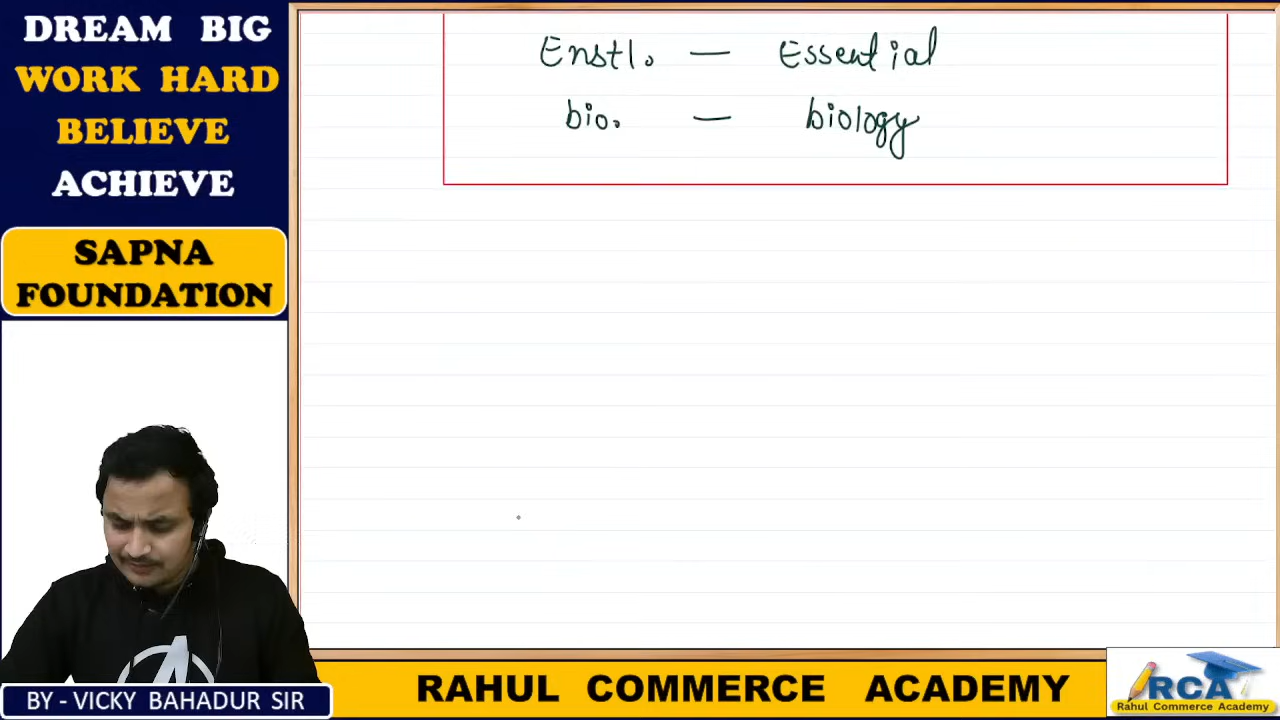 DREAM BIG
WORK HARD
BELIEVE
ACHIEVE
SAPNA
FOUNDATION
Enstl. — Essential
bio. — biology
BY - VICKY BAHADUR SIR
RAHUL COMMERCE ACADEMY
RCA
Rahul Commerce Academy